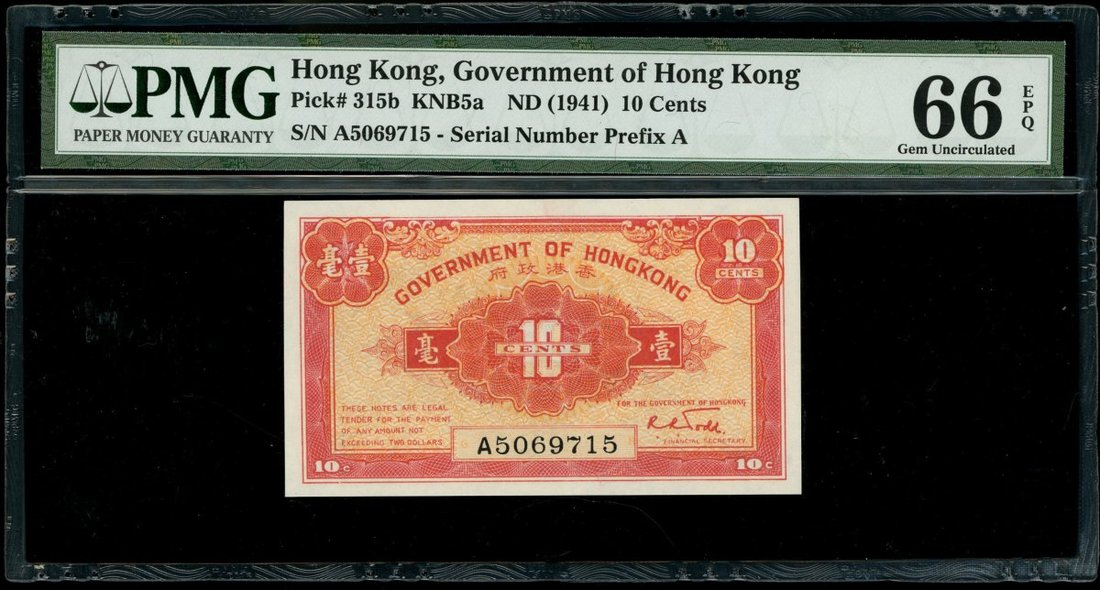 PMG
PAPER MONEY GUARANTY
Hong Kong, Government of Hong Kong
Pick# 315b KNB5a ND (1941) 10 Cents
S/N A5069715 - Serial Number Prefix A
66
EPQ
Gem Uncirculated
毫壹
10
CENTS
GOVERNMENT OF HONGKONG
府政港香
毫
10
CENTS
壹
THESE NOTES ARE LEGAL
TENDER FOR THE PAYMENT
OF ANY AMOUNT NOT
EXCEEDING TWO DOLLARS
FOR THE GOVERNMENT OF HONGKONG
FINANCIAL SECRETARY
A5069715
10 C
10 C